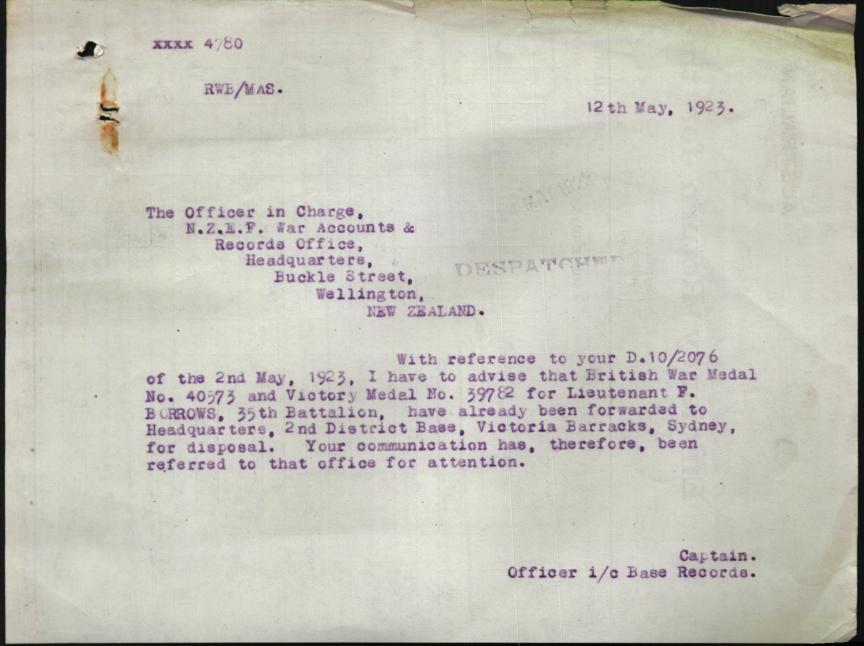 xxxx 4780
RWB/MAS.
12th May, 1923.
The Officer in Charge,
N.Z.E.F. War Accounts &
Records Office,
Headquarters,
Buckle Street,
Wellington,
NEW ZEALAND.
DESPATCHED
With reference to your D.10/2076
of the 2nd May, 1923, I have to advise that British War Medal
No. 40573 and Victory Medal No. 39782 for Lieutenant F.
BURROWS, 35th Battalion, have already been forwarded to
Headquarters, 2nd District Base, Victoria Barracks, Sydney,
for disposal. Your communication has, therefore, been
referred to that office for attention.
Captain.
Officer i/c Base Records.